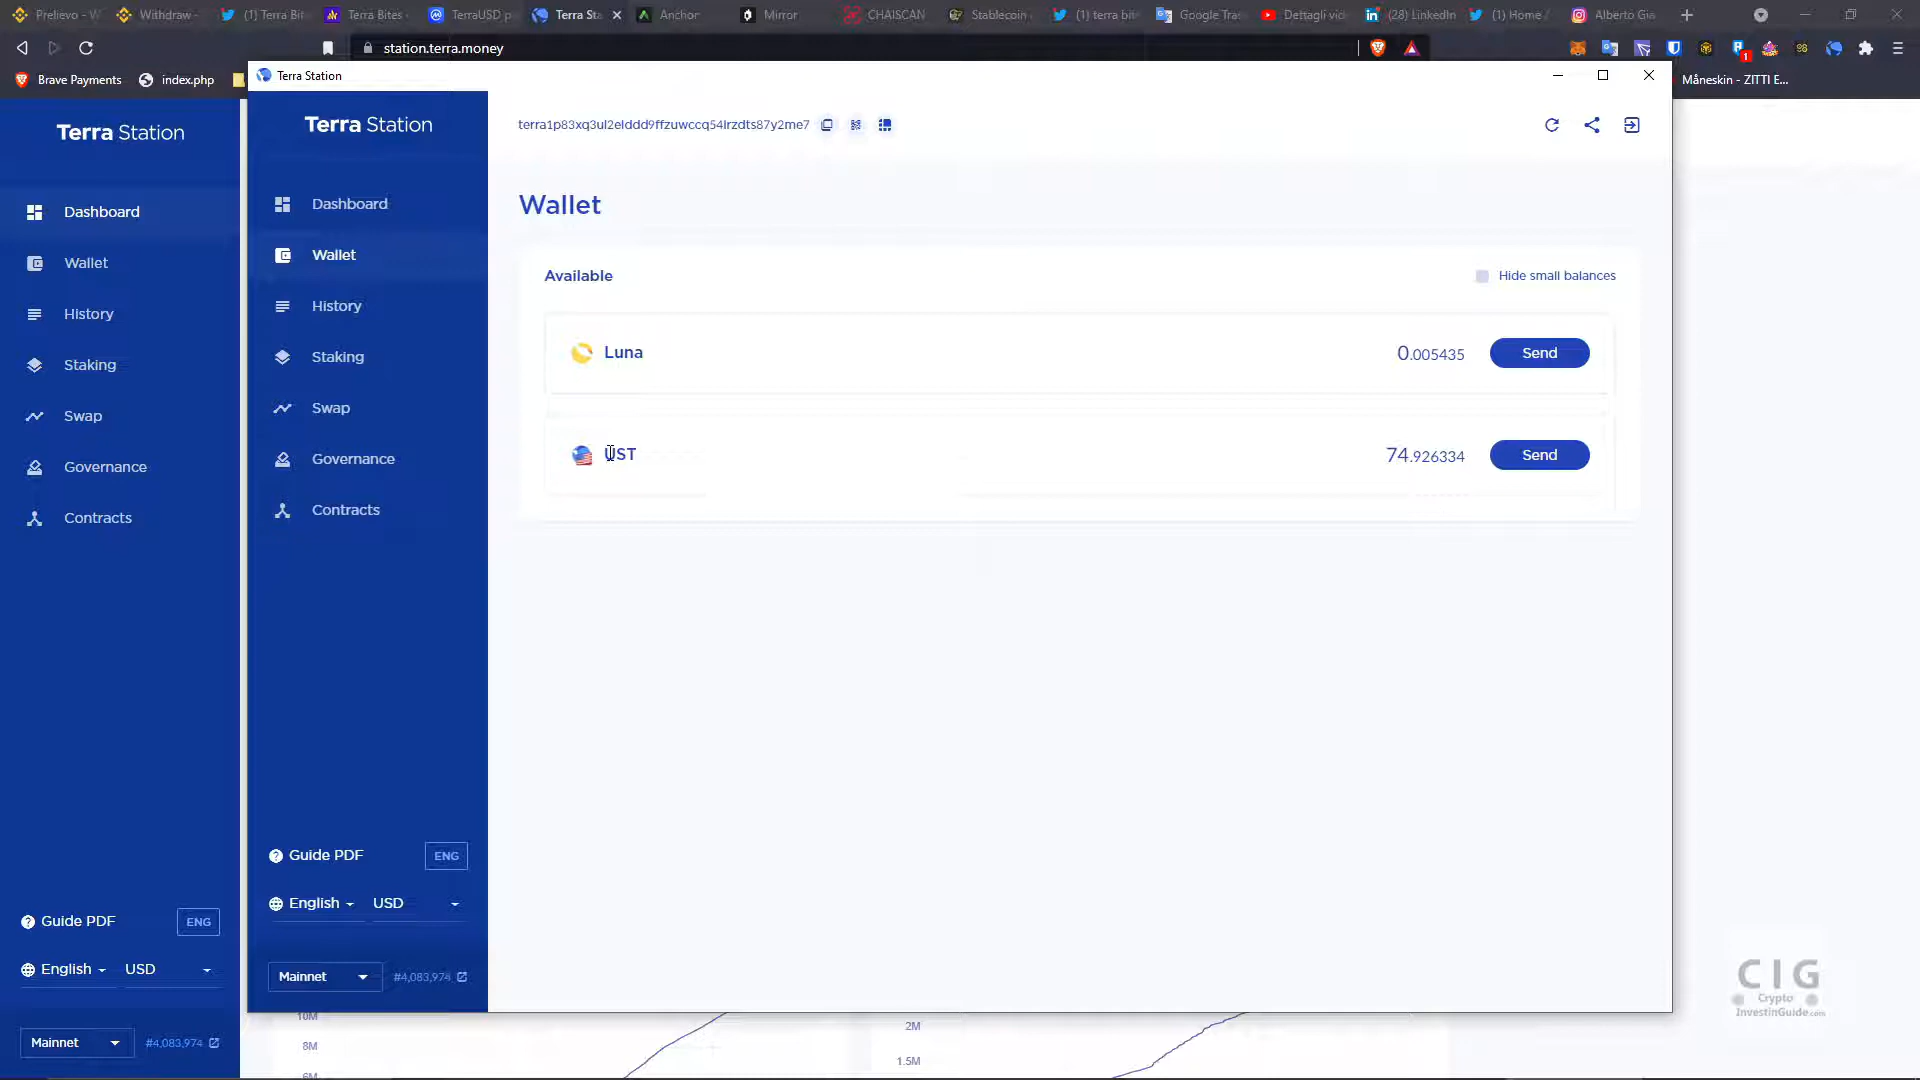 Prelievo - W
Withdraw -
(1) Terra Bit
Terra Bites
TerraUSD p
Terra Sta
Anchor
Mirror
CHAISCAN
Stablecoin
(1) terra bit
Google Tra
Dettagli vid
(28) LinkedIn
(1) Home /
Alberto Gia
station.terra.money
1
Brave Payments
index.php
Måneskin - ZITTI E...
Terra Station
Terra Station
Dashboard
Wallet
History
Staking
Swap
Governance
Contracts
Guide PDF
ENG
English
USD
Mainnet
#4,083,974
Terra Station
Dashboard
Wallet
History
Staking
Swap
Governance
Contracts
Guide PDF
ENG
English
USD
Mainnet
#4,083,974
terra1p83xq3ul2elddd9ffzuwccq54lrzdts87y2me7
Wallet
Available
Hide small balances
Luna
0.005435
Send
UST
74.926334
Send
10M
8M
6M
2M
1.5M
CIG
Crypto
InvestinGuide.com